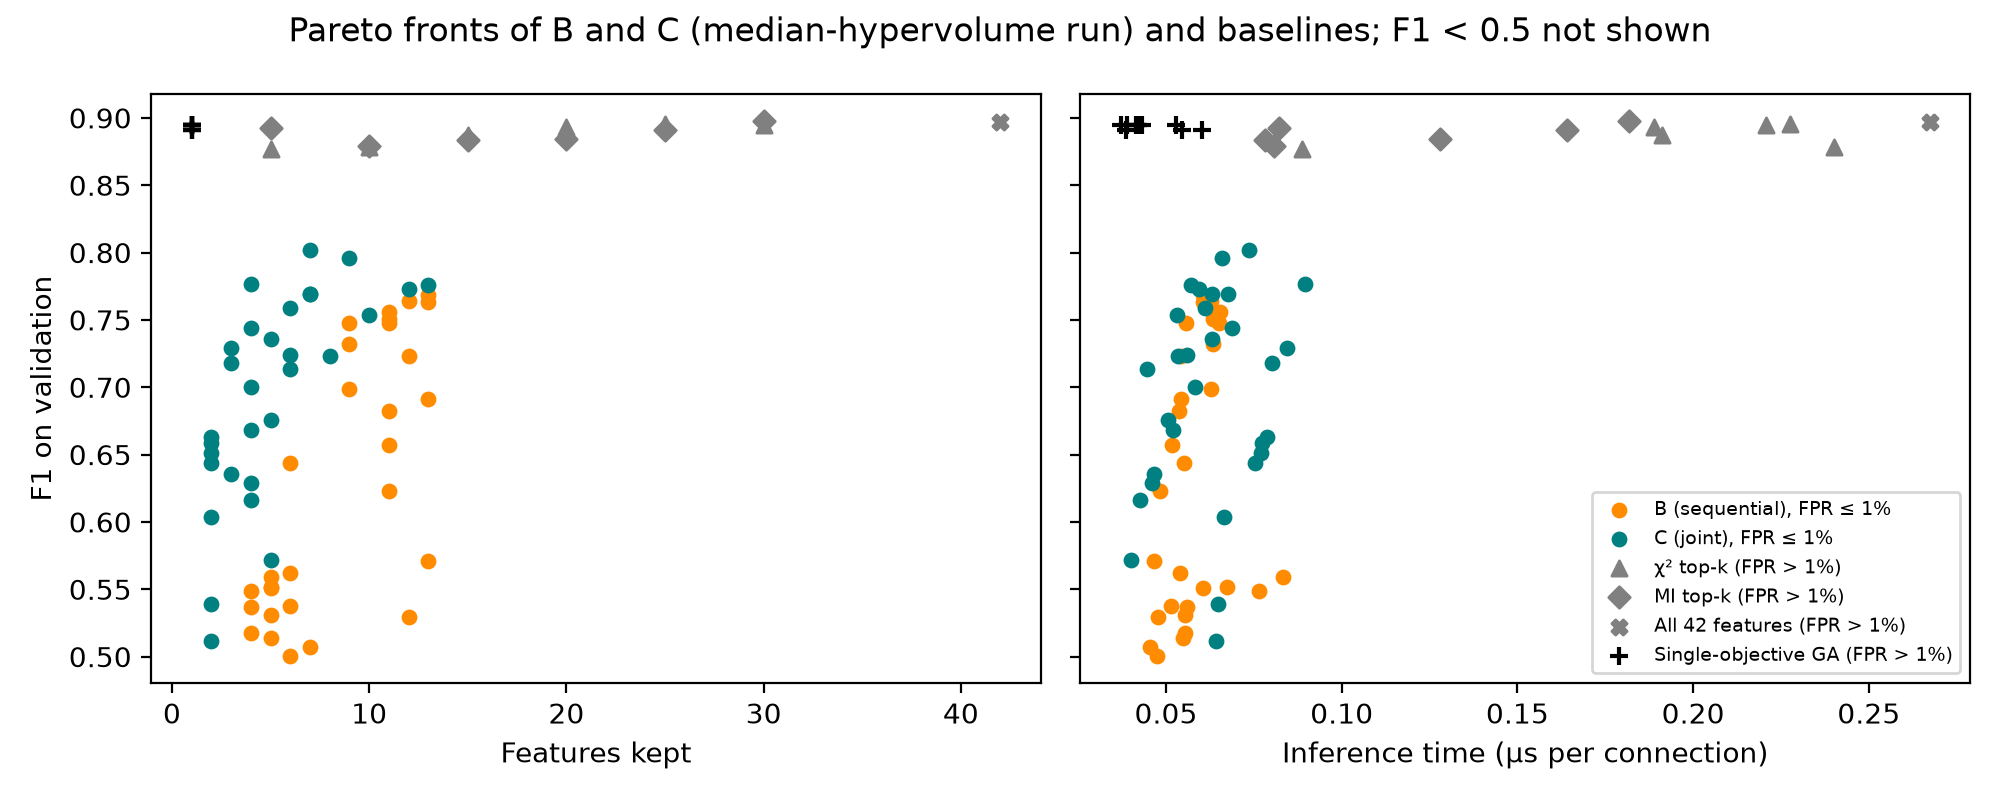 Pareto fronts of B and C (median-hypervolume run) and baselines; F1 < 0.5 not shown
F1 on validation
0.90
0.85
0.80
0.75
0.70
0.65
0.60
0.55
0.50
0
10
20
30
40
Features kept
B (sequential), FPR ≤ 1%
C (joint), FPR ≤ 1%
χ² top-k (FPR > 1%)
MI top-k (FPR > 1%)
All 42 features (FPR > 1%)
Single-objective GA (FPR > 1%)
0.05
0.10
0.15
0.20
0.25
Inference time (µs per connection)